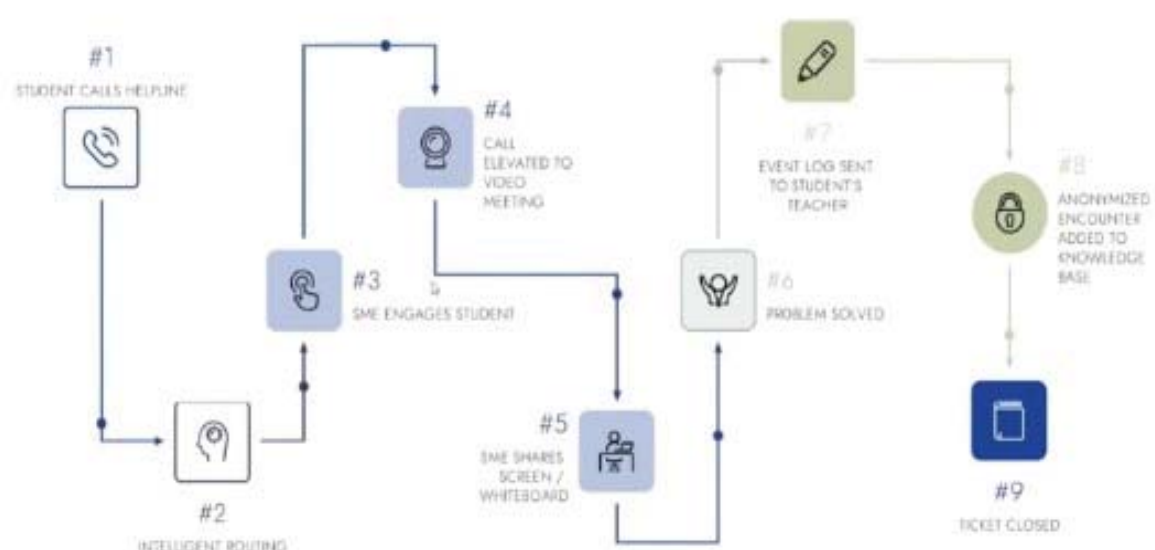 #1
STUDENT CALLS HELPLINE
#2
INTELLIGENT ROUTING
#3
SME ENGAGES STUDENT
#4
CALL
ELEVATED TO
VIDEO
MEETING
#5
SME SHARES
SCREEN /
WHITEBOARD
#6
PROBLEM SOLVED
#7
EVENT LOG SENT
TO STUDENT'S
TEACHER
#8
ANONYMIZED
ENCOUNTER
ADDED TO
KNOWLEDGE
BASE
#9
TICKET CLOSED